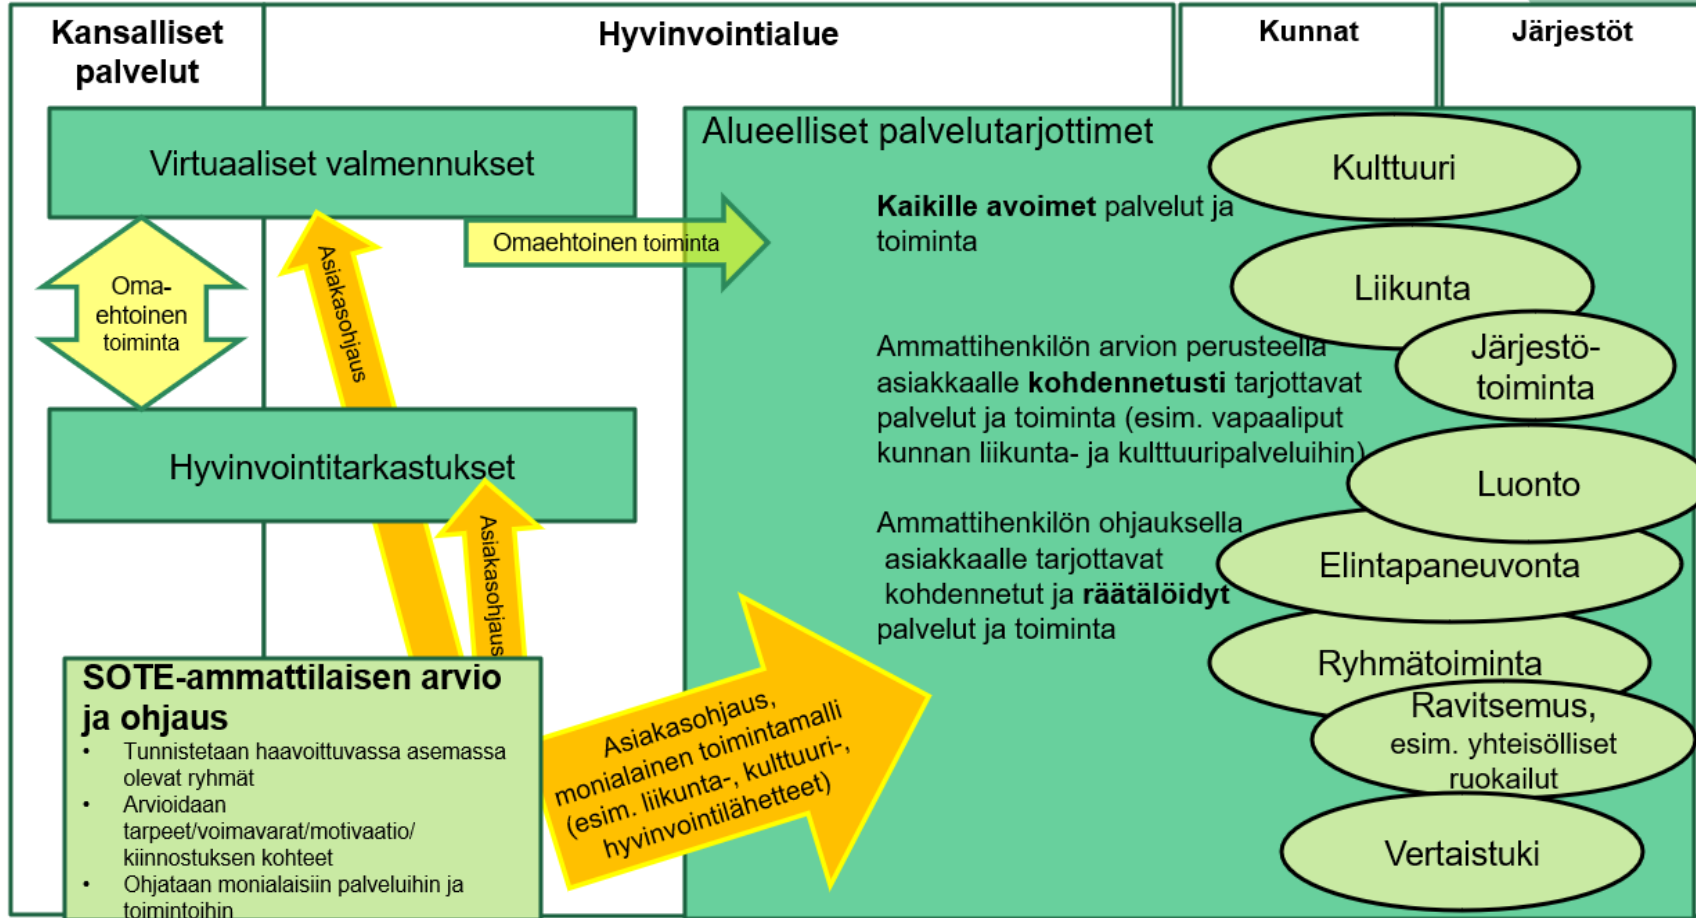 Kansalliset
palvelut
Hyvinvointialue
Kunnat
Järjestöt
Virtuaaliset valmennukset
Oma-
ehtoinen
toiminta
Asiakasohjaus
Omaehtoinen toiminta
Hyvinvointitarkastukset
Asiakasohjaus
SOTE-ammattilaisen arvio
ja ohjaus
• Tunnistetaan haavoittuvassa asemassa
olevat ryhmät
• Arvioidaan
tarpeet/voimavarat/motivaatio/
kiinnostuksen kohteet
• Ohjataan monialaisiin palveluihin ja
toimintoihin
Asiakasohjaus,
monialainen toimintamalli
(esim. liikunta-, kulttuuri-,
hyvinvointilähetteet)
Alueelliset palvelutarjottimet
Kaikille avoimet palvelut ja
toiminta
Ammattihenkilön arvion perusteella
asiakkaalle kohdennetusti tarjottavat
palvelut ja toiminta (esim. vapaaliput
kunnan liikunta- ja kulttuuripalveluihin)
Ammattihenkilön ohjauksella
asiakkaalle tarjottavat
kohdennetut ja räätälöidyt
palvelut ja toiminta
Kulttuuri
Liikunta
Järjestö-
toiminta
Luonto
Elintapaneuvonta
Ryhmätoiminta
Ravitsemus,
esim. yhteisölliset
ruokailut
Vertaistuki